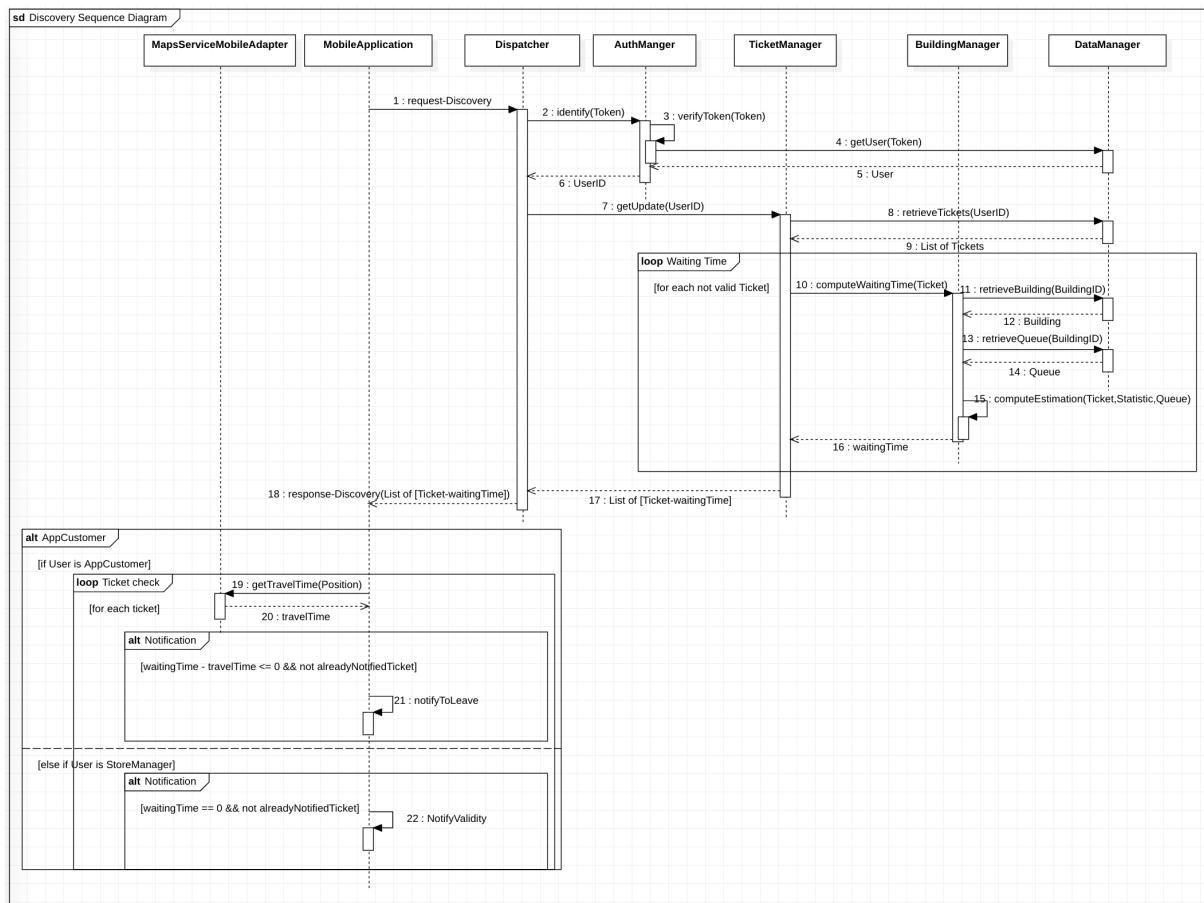 sd Discovery Sequence Diagram
MapsServiceMobileAdapter
MobileApplication
Dispatcher
AuthManger
TicketManager
BuildingManager
DataManager
1 : request-Discovery
2 : identify(Token)
3 : verifyToken(Token)
4 : getUser(Token)
5 : User
6 : UserID
7 : getUpdate(UserID)
8 : retrieveTickets(UserID)
9 : List of Tickets
loop Waiting Time
[for each not valid Ticket]
10 : computeWaitingTime(Ticket)
11 : retrieveBuilding(BuildingID)
12 : Building
13 : retrieveQueue(BuildingID)
14 : Queue
15 : computeEstimation(Ticket,Statistic,Queue)
16 : waitingTime
17 : List of [Ticket-waitingTime]
18 : response-Discovery(List of [Ticket-waitingTime])
alt AppCustomer
[if User is AppCustomer]
loop Ticket check
[for each ticket]
19 : getTravelTime(Position)
20 : travelTime
alt Notification
[waitingTime - travelTime <= 0 && not alreadyNotifiedTicket]
21 : notifyToLeave
[else if User is StoreManager]
alt Notification
[waitingTime == 0 && not alreadyNotifiedTicket]
22 : NotifyValidity